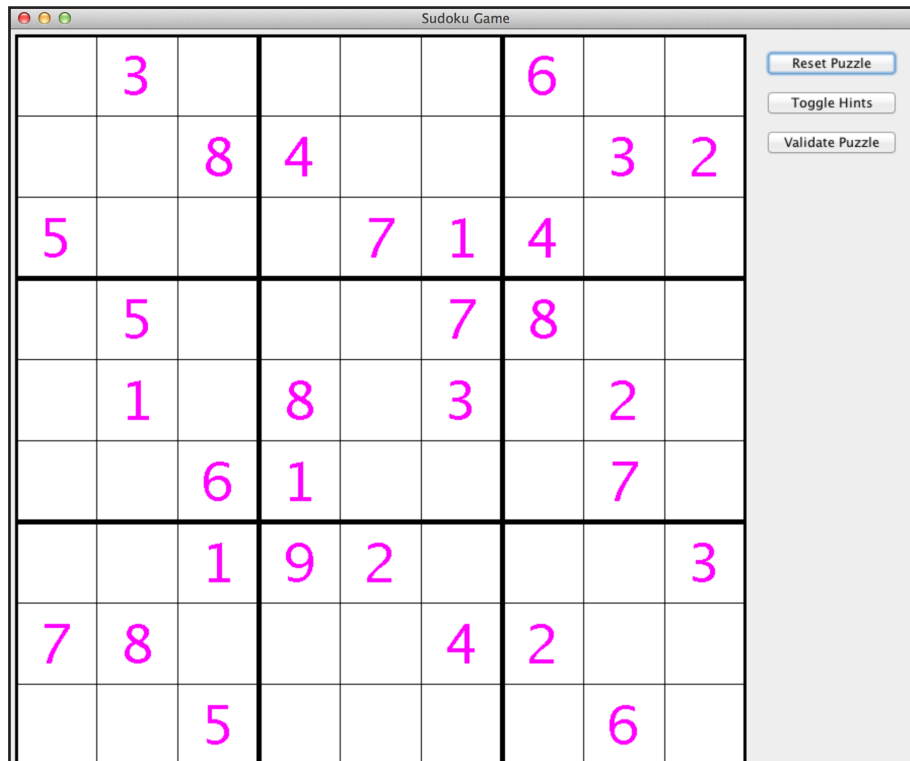 Sudoku Game
3 6
8 4 3 2
5 7 1 4
5 7 8
1 8 3 2
6 1 7
1 9 2 3
7 8 4 2
5 6
Reset Puzzle
Toggle Hints
Validate Puzzle